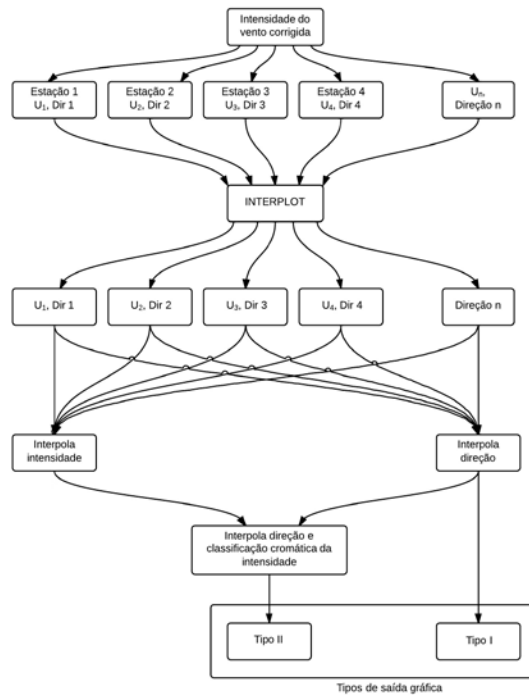 Intensidade do
vento corrigida
Estação 1
U₁, Dir 1
Estação 2
U₂, Dir 2
Estação 3
U₃, Dir 3
Estação 4
U₄, Dir 4
Uₙ,
Direção n
INTERPLOT
U₁, Dir 1
U₂, Dir 2
U₃, Dir 3
U₄, Dir 4
Direção n
Interpola
intensidade
Interpola
direção
Interpola direção e
classificação cromática da
intensidade
Tipo II
Tipo I
Tipos de saída gráfica